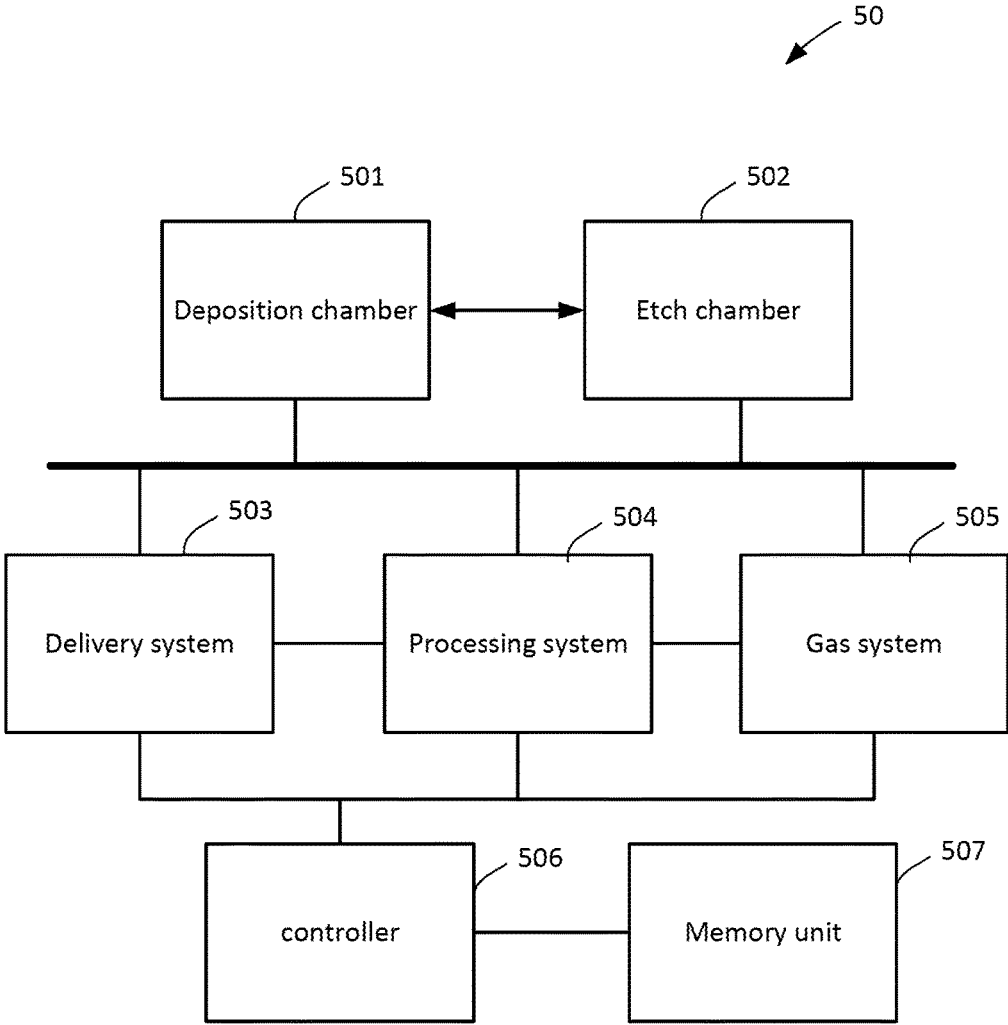 50
501
502
Deposition chamber
Etch chamber
503
504
505
Delivery system
Processing system
Gas system
506
507
controller
Memory unit